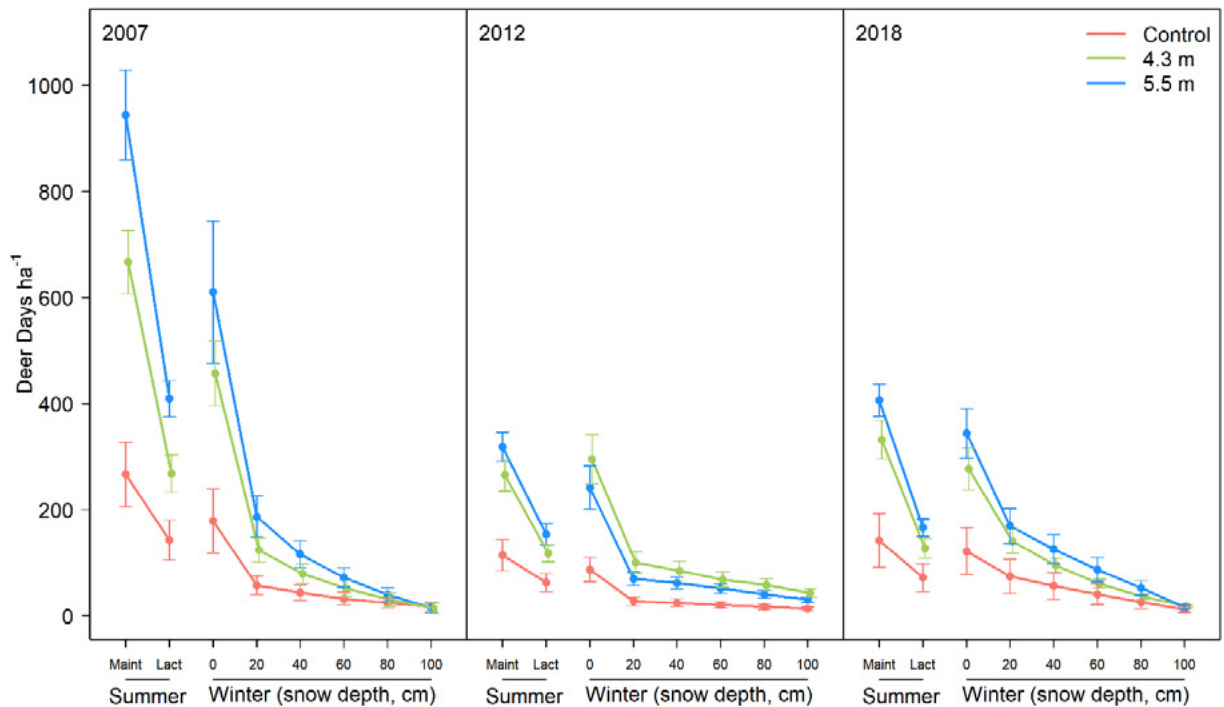 2007
2012
2018
Control
4.3 m
5.5 m
Deer Days ha⁻¹
1000
800
600
400
200
0
Maint Lact 0 20 40 60 80 100
Summer Winter (snow depth, cm)
Maint Lact 0 20 40 60 80 100
Summer Winter (snow depth, cm)
Maint Lact 0 20 40 60 80 100
Summer Winter (snow depth, cm)